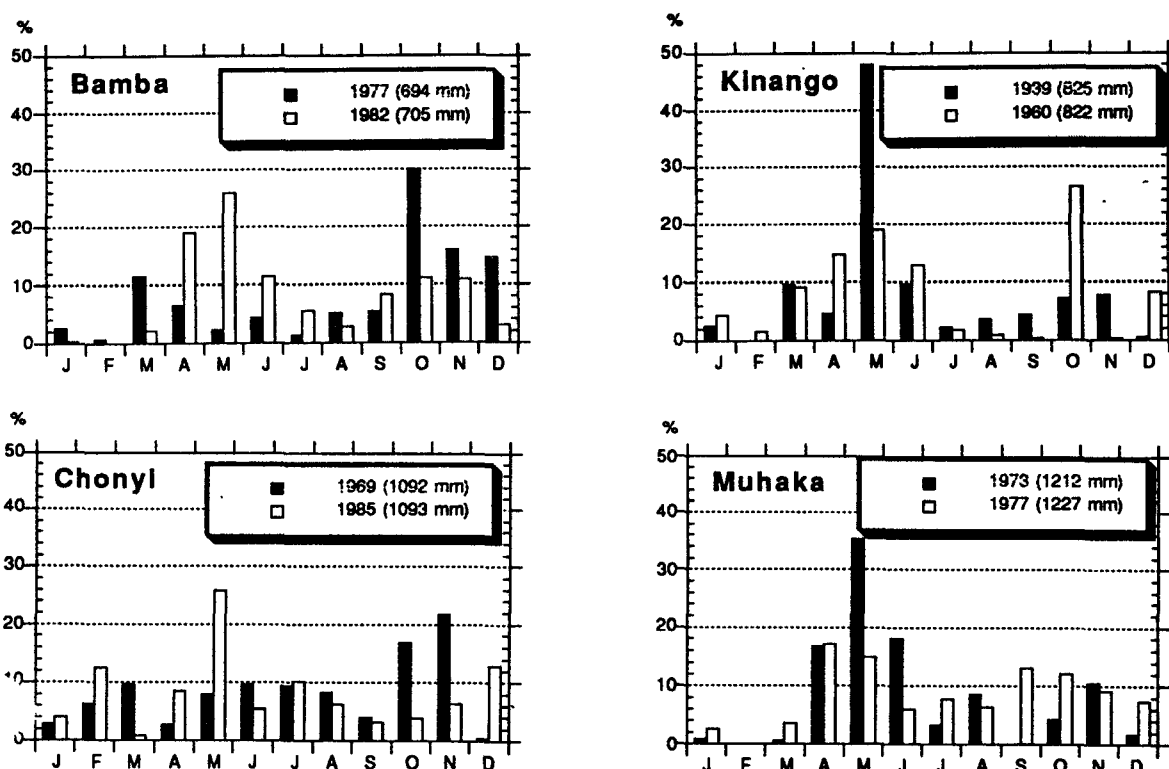 %
50
40
30
20
10
0
Bamba
1977 (694 mm)
1982 (705 mm)
J F M A M J J A S O N D
%
50
40
30
20
10
0
Kinango
1939 (825 mm)
1960 (822 mm)
J F M A M J J A S O N D
%
50
40
30
20
10
0
Chonyi
1969 (1092 mm)
1985 (1093 mm)
J F M A M J J A S O N D
%
50
40
30
20
10
0
Muhaka
1973 (1212 mm)
1977 (1227 mm)
J F M A M J J A S O N D